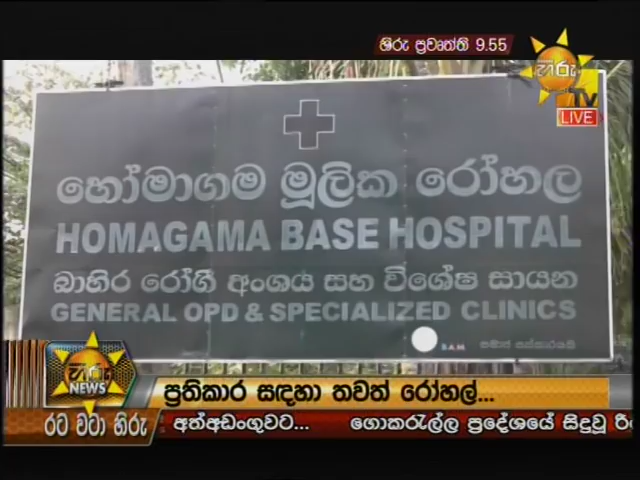 හිරු ප්‍රවෘත්ති 9.55
හිරු
TV
LIVE
හෝමාගම මූලික රෝහල
HOMAGAMA BASE HOSPITAL
බාහිර රෝගී අංශය සහ විශේෂ සායන
GENERAL OPD & SPECIALIZED CLINICS
හිරු
NEWS
ප්‍රතිකාර සඳහා තවත් රෝහල්...
රට වටා හිරු
අත්අඩංගුවට... ගොකරැල්ල ප්‍රදේශයේ සිදුවූ